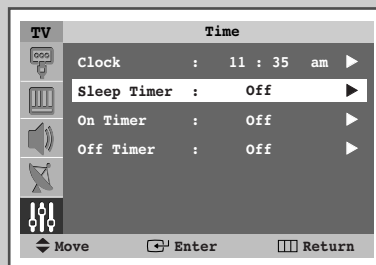 TV Time
Clock : 11 : 35 am
Sleep Timer : Off
On Timer : Off
Off Timer : Off
Move Enter Return